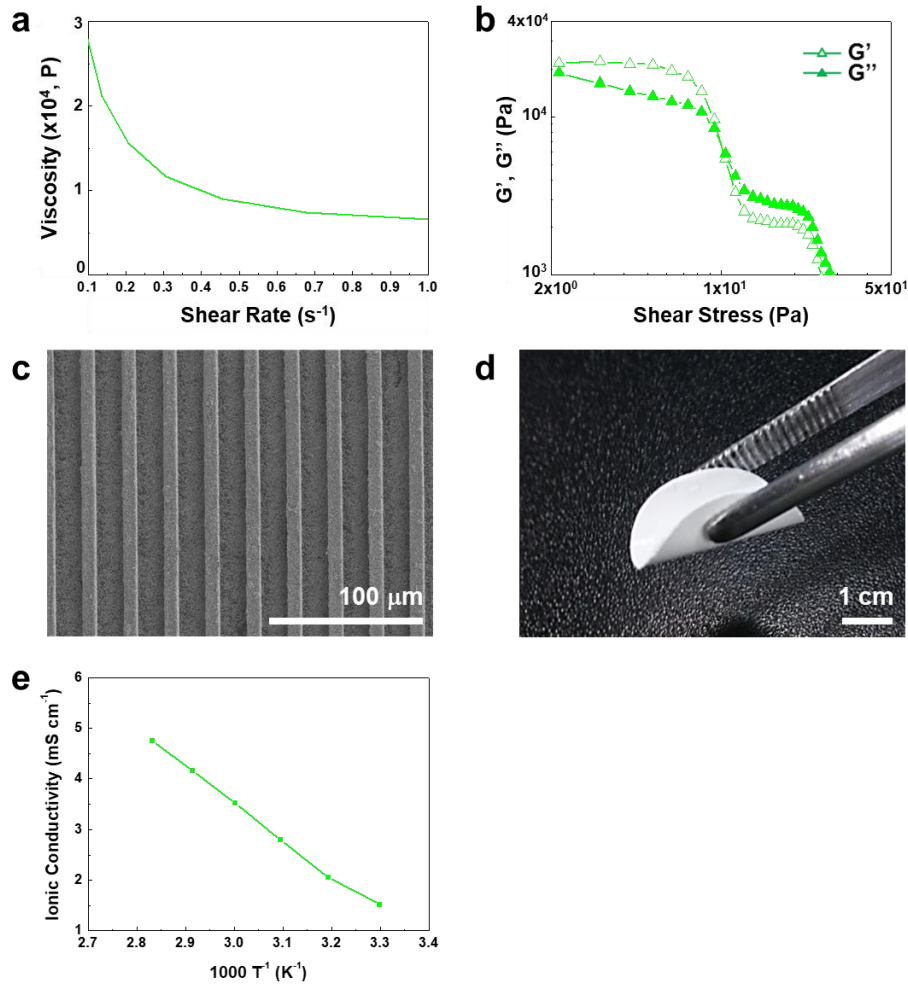 a
Viscosity (x10⁴, P)
3
2
1
0
0.1 0.2 0.3 0.4 0.5 0.6 0.7 0.8 0.9 1.0
Shear Rate (s⁻¹)
b
G', G'' (Pa)
4x10⁴
10⁴
10³
G'
G''
2x10⁰ 1x10¹ 5x10¹
Shear Stress (Pa)
c
100 μm
d
1 cm
e
Ionic Conductivity (mS cm⁻¹)
6
5
4
3
2
1
2.7 2.8 2.9 3.0 3.1 3.2 3.3 3.4
1000 T⁻¹ (K⁻¹)